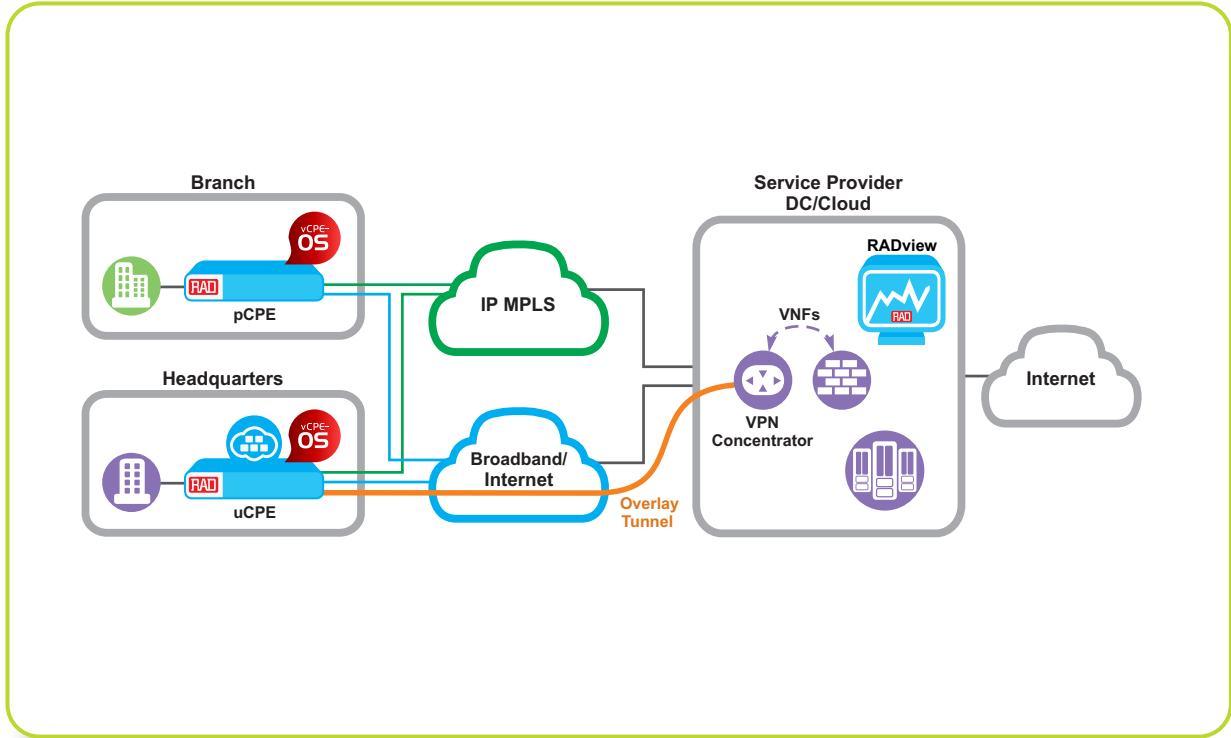 Branch
vCPE-
OS
RAD
pCPE
Headquarters
vCPE-
OS
RAD
uCPE
IP MPLS
Broadband/
Internet
Overlay
Tunnel
Service Provider
DC/Cloud
RADview
RAD
VNFs
VPN
Concentrator
Internet